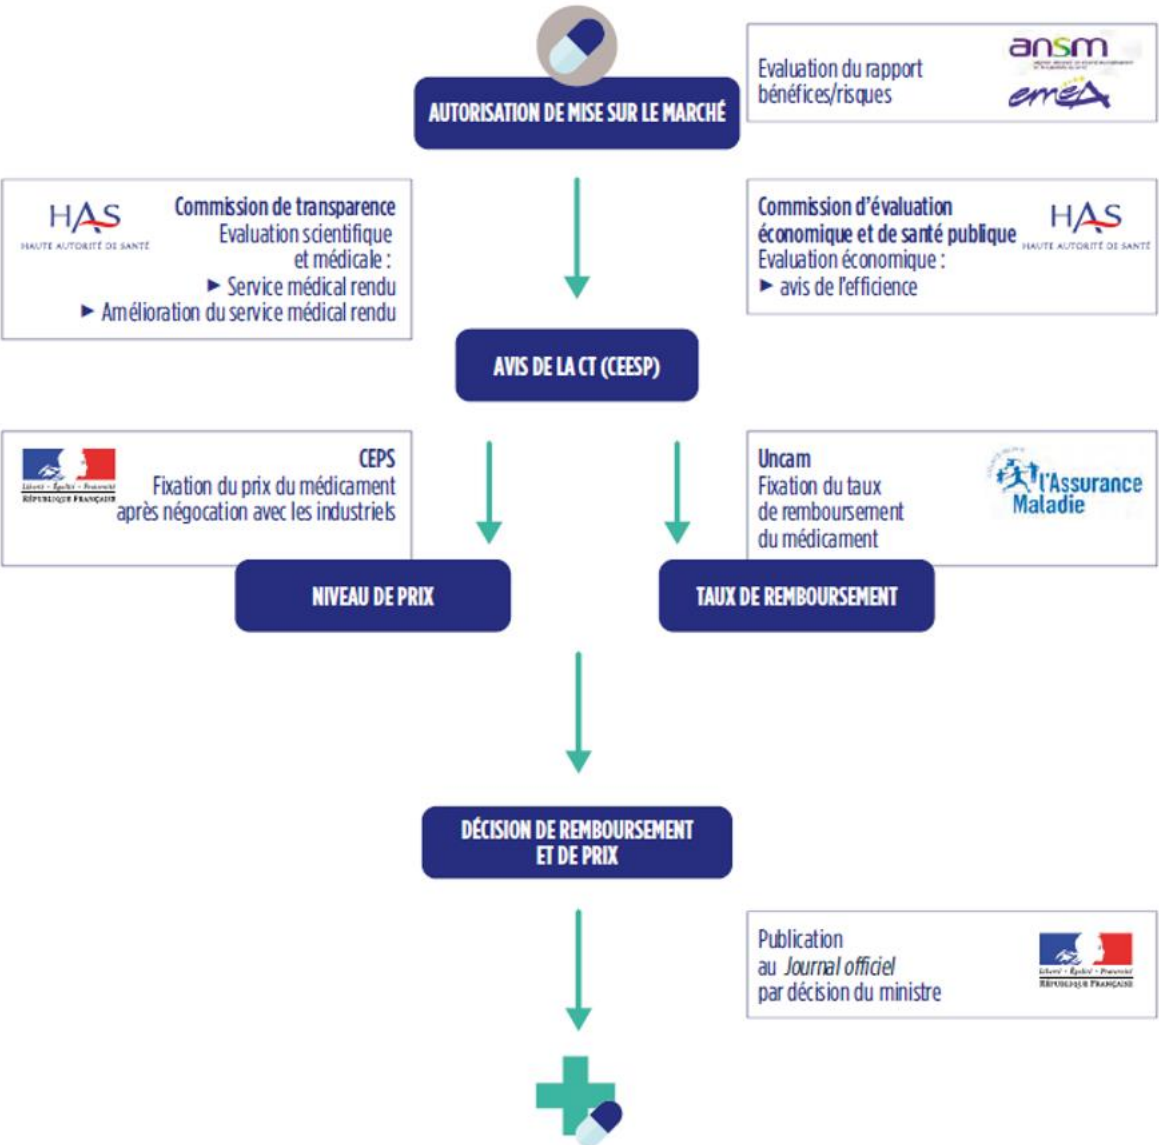 AUTORISATION DE MISE SUR LE MARCHÉ
Evaluation du rapport
bénéfices/risques
ansm
emea
HAS
HAUTE AUTORITÉ DE SANTÉ
Commission de transparence
Evaluation scientifique
et médicale :
► Service médical rendu
► Amélioration du service médical rendu
Commission d'évaluation
économique et de santé publique
Evaluation économique :
► avis de l'efficience
HAS
HAUTE AUTORITÉ DE SANTÉ
AVIS DE LA CT (CEESP)
Liberté • Égalité • Fraternité
RÉPUBLIQUE FRANÇAISE
CEPS
Fixation du prix du médicament
après négocation avec les industriels
Uncam
Fixation du taux
de remboursement
du médicament
l'Assurance
Maladie
NIVEAU DE PRIX
TAUX DE REMBOURSEMENT
DÉCISION DE REMBOURSEMENT
ET DE PRIX
Publication
au Journal officiel
par décision du ministre
Liberté • Égalité • Fraternité
RÉPUBLIQUE FRANÇAISE